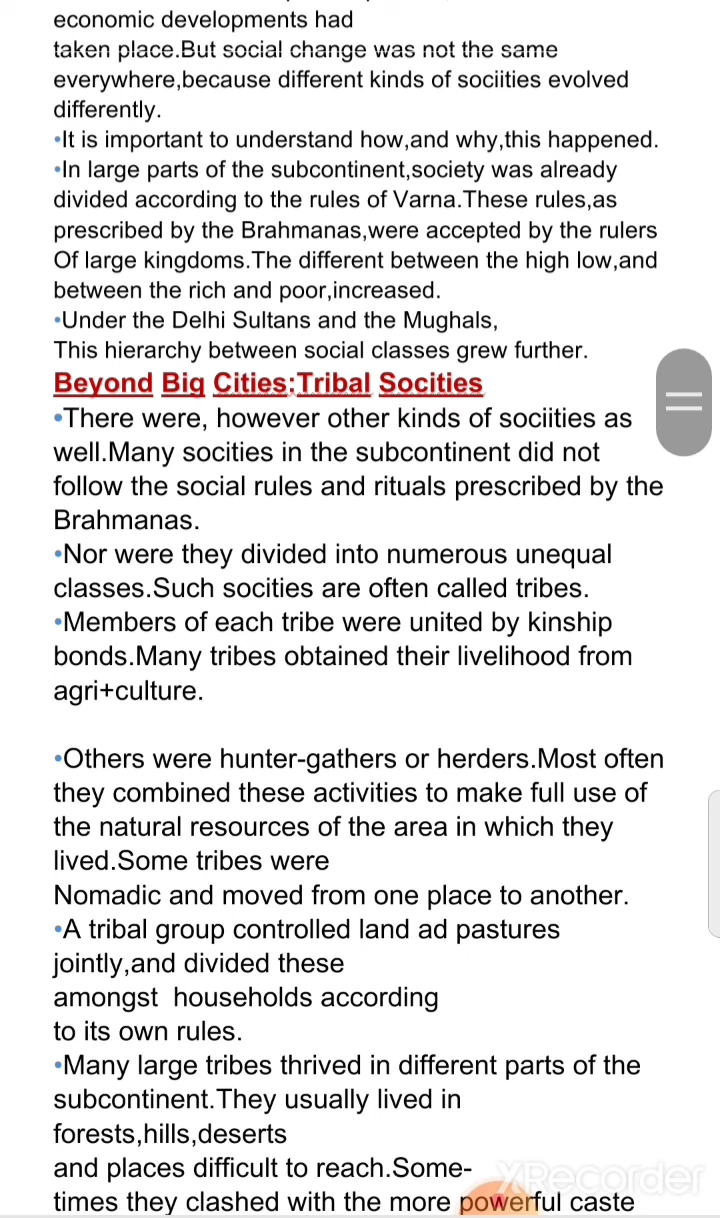 economic developments had
taken place.But social change was not the same
everywhere,because different kinds of sociities evolved
differently.
•It is important to understand how,and why,this happened.
•In large parts of the subcontinent,society was already
divided according to the rules of Varna.These rules,as
prescribed by the Brahmanas,were accepted by the rulers
Of large kingdoms.The different between the high low,and
between the rich and poor,increased.
•Under the Delhi Sultans and the Mughals,
This hierarchy between social classes grew further.
Beyond Big Cities:Tribal Socities
•There were, however other kinds of sociities as
well.Many socities in the subcontinent did not
follow the social rules and rituals prescribed by the
Brahmanas.
•Nor were they divided into numerous unequal
classes.Such socities are often called tribes.
•Members of each tribe were united by kinship
bonds.Many tribes obtained their livelihood from
agri+culture.
•Others were hunter-gathers or herders.Most often
they combined these activities to make full use of
the natural resources of the area in which they
lived.Some tribes were
Nomadic and moved from one place to another.
•A tribal group controlled land ad pastures
jointly,and divided these
amongst  households according
to its own rules.
•Many large tribes thrived in different parts of the
subcontinent.They usually lived in
forests,hills,deserts
and places difficult to reach.Some-
times they clashed with the more powerful caste
XRecorder